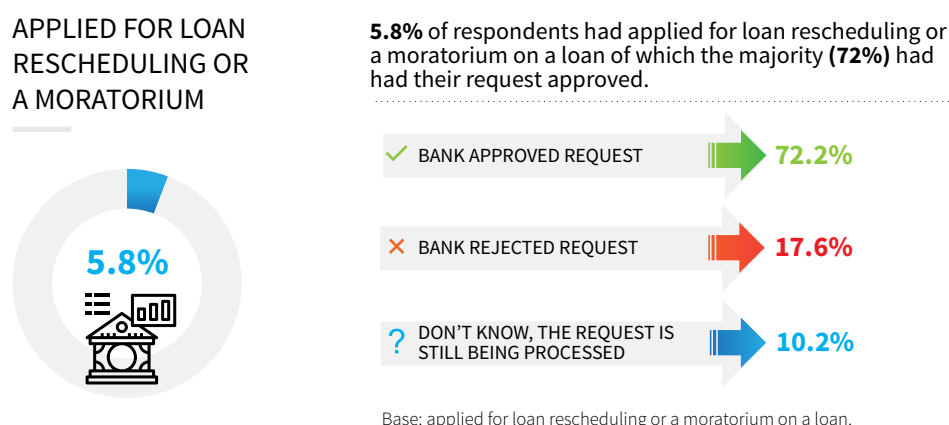 APPLIED FOR LOAN
RESCHEDULING OR
A MORATORIUM
5.8%
5.8% of respondents had applied for loan rescheduling or
a moratorium on a loan of which the majority (72%) had
had their request approved.
BANK APPROVED REQUEST
72.2%
BANK REJECTED REQUEST
17.6%
? DON'T KNOW, THE REQUEST IS
STILL BEING PROCESSED
10.2%
Base: applied for loan rescheduling or a moratorium on a loan.